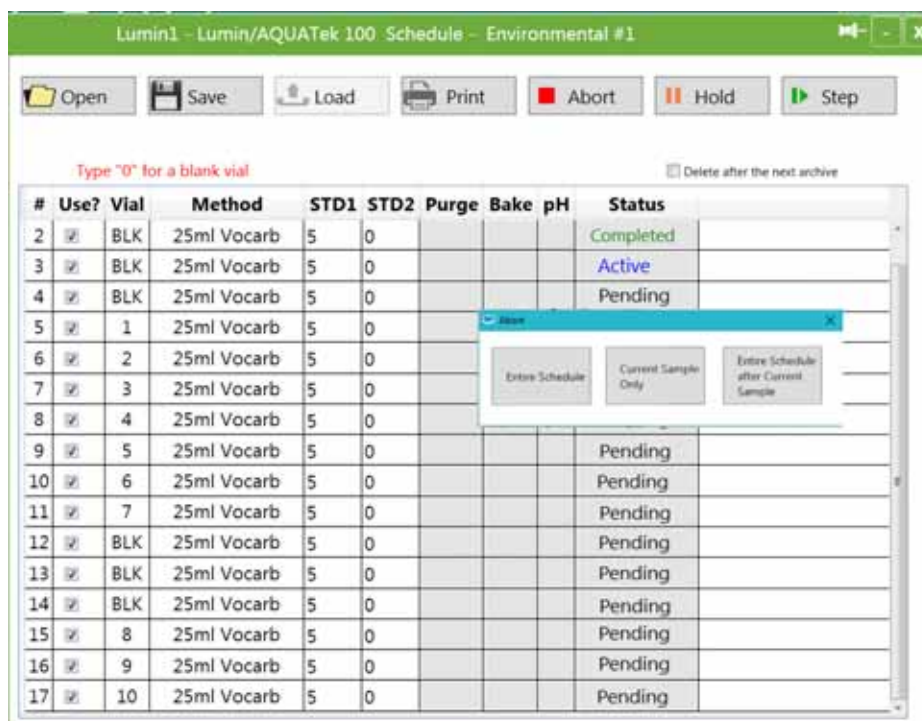 Lumin1 - Lumin/AQUATek 100 Schedule - Environmental #1
Open Save Load Print Abort Hold Step
Type "0" for a blank vial
Delete after the next archive
# Use? Vial Method STD1 STD2 Purge Bake pH Status
2 BLK 25ml Vocarb 5 0 Completed
3 BLK 25ml Vocarb 5 0 Active
4 BLK 25ml Vocarb 5 0 Pending
5 1 25ml Vocarb 5 0
Abort
6 2 25ml Vocarb 5 0
Entire Schedule
Current Sample
Only
Entire Schedule
after Current
Sample
7 3 25ml Vocarb 5 0
8 4 25ml Vocarb 5 0
9 5 25ml Vocarb 5 0 Pending
10 6 25ml Vocarb 5 0 Pending
11 7 25ml Vocarb 5 0 Pending
12 BLK 25ml Vocarb 5 0 Pending
13 BLK 25ml Vocarb 5 0 Pending
14 BLK 25ml Vocarb 5 0 Pending
15 8 25ml Vocarb 5 0 Pending
16 9 25ml Vocarb 5 0 Pending
17 10 25ml Vocarb 5 0 Pending